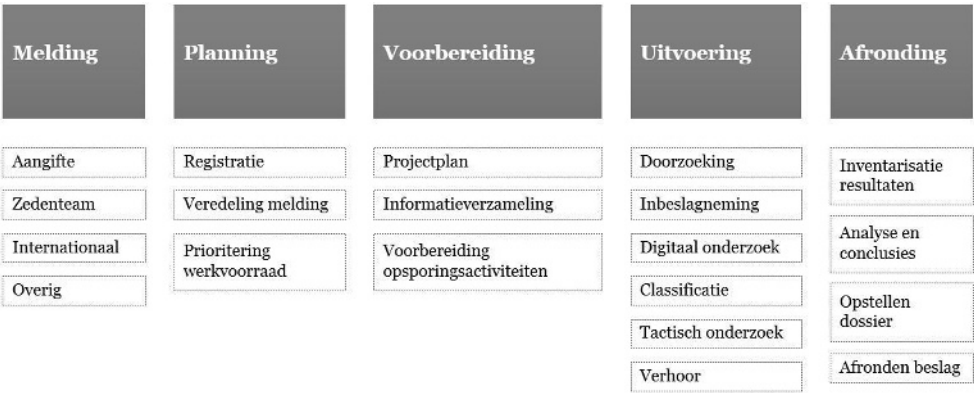 Melding
Aangifte
Zedenteam
Internationaal
Overig
Planning
Registratie
Veredeling melding
Prioritering
werkvoorraad
Voorbereiding
Projectplan
Informatieverzameling
Voorbereiding
opsporingsactiviteiten
Uitvoering
Doorzoeking
Inbeslagneming
Digitaal onderzoek
Classificatie
Tactisch onderzoek
Verhoor
Afronding
Inventarisatie
resultaten
Analyse en
conclusies
Opstellen
dossier
Afronden beslag